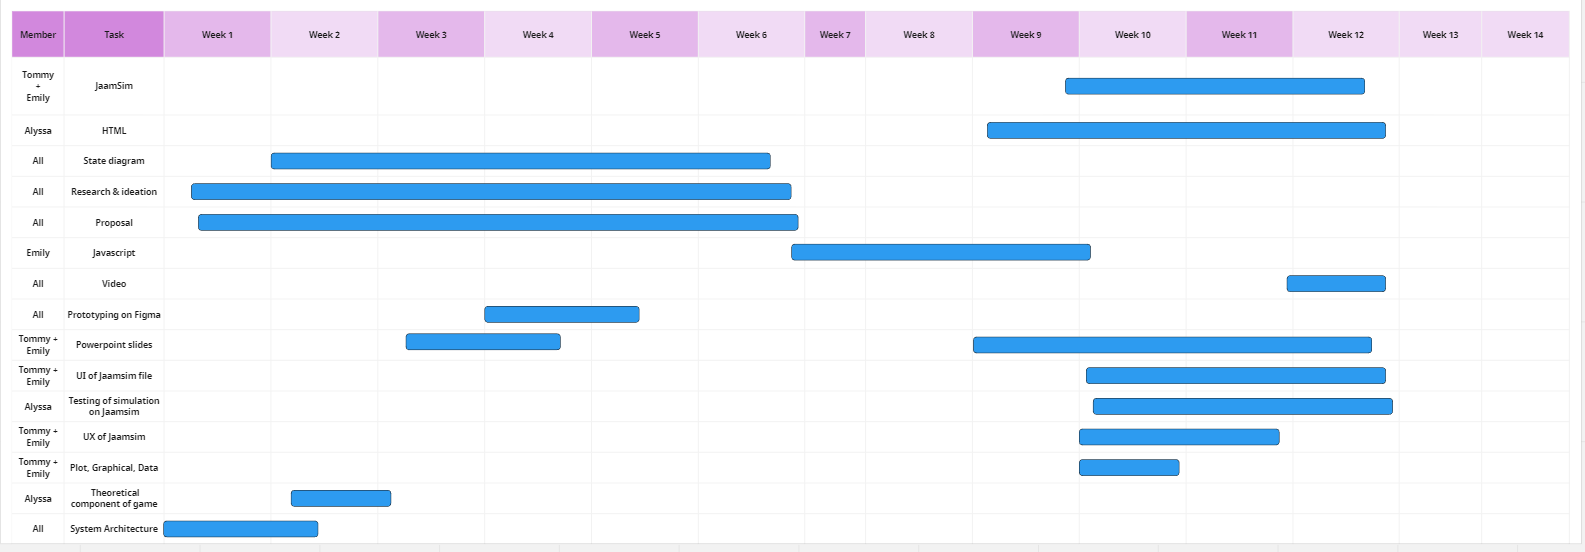 Member Task Week 1 Week 2 Week 3 Week 4 Week 5 Week 6 Week 7 Week 8 Week 9 Week 10 Week 11 Week 12 Week 13 Week 14
Tommy
+
Emily
JaamSim
Alyssa HTML
All State diagram
All Research & ideation
All Proposal
Emily Javascript
All Video
All Prototyping on Figma
Tommy +
Emily
Powerpoint slides
Tommy +
Emily
UI of Jaamsim file
Alyssa
Testing of simulation
on Jaamsim
Tommy +
Emily
UX of Jaamsim
Tommy +
Emily
Plot, Graphical, Data
Alyssa
Theoretical
component of game
All System Architecture